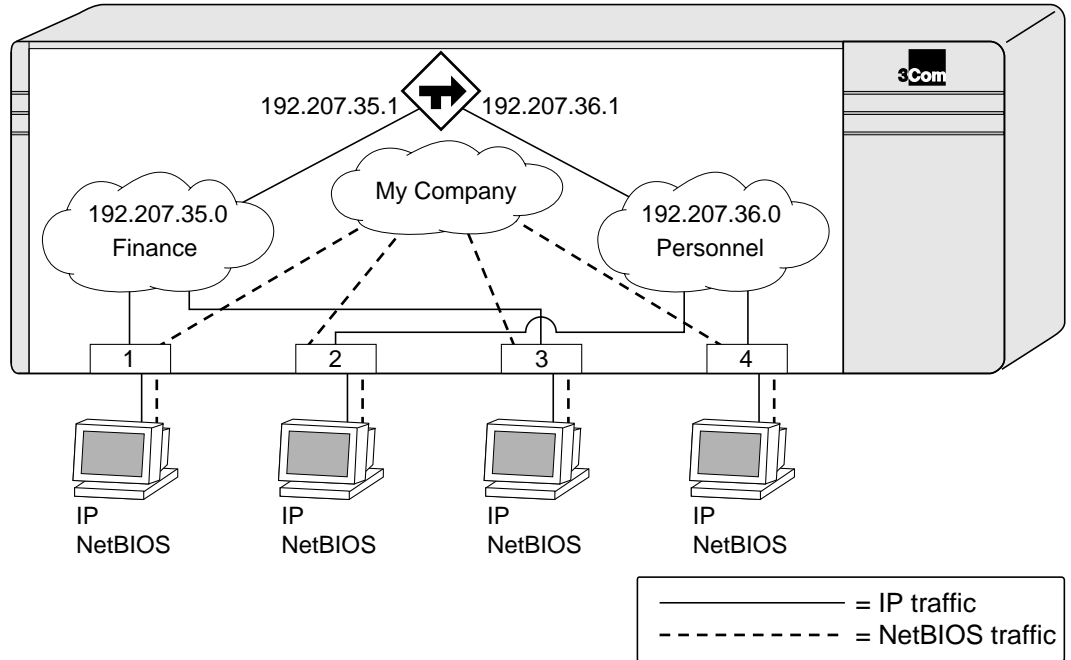 3Com
192.207.35.1
192.207.36.1
My Company
192.207.35.0
Finance
192.207.36.0
Personnel
1
2
3
4
IP
NetBIOS
IP
NetBIOS
IP
NetBIOS
IP
NetBIOS
= IP traffic
= NetBIOS traffic